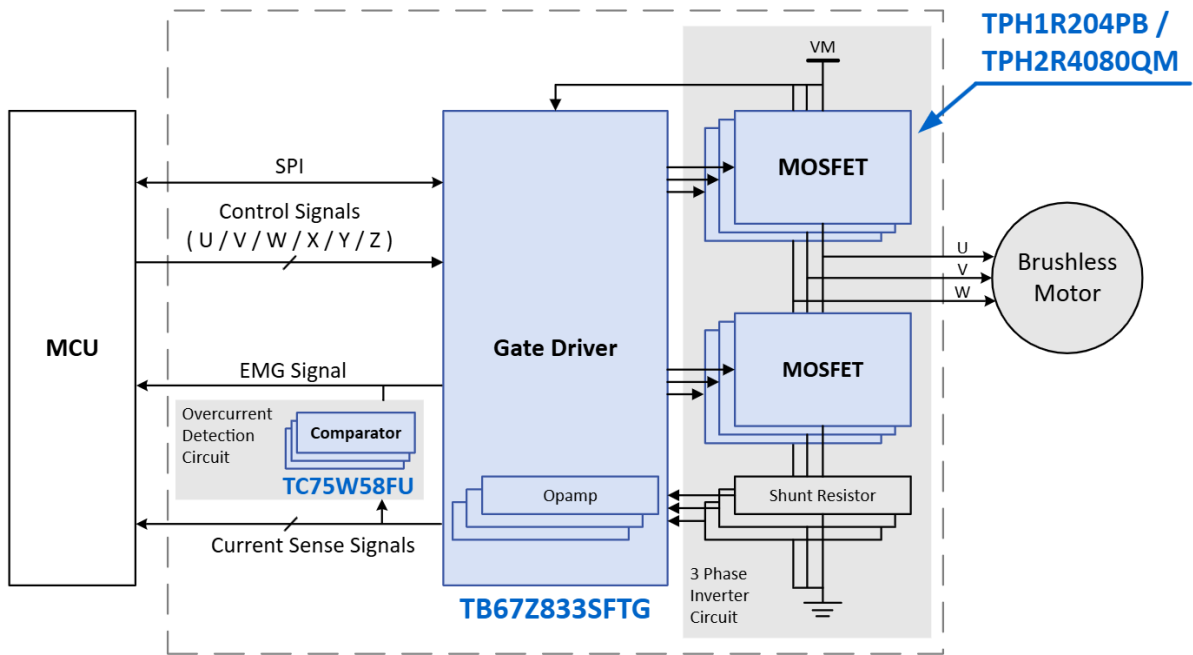 TPH1R204PB /
TPH2R4080QM
VM
MCU
SPI
Control Signals
( U / V / W / X / Y / Z )
EMG Signal
Overcurrent
Detection
Circuit
Comparator
TC75W58FU
Current Sense Signals
Gate Driver
Opamp
TB67Z833SFTG
MOSFET
MOSFET
Shunt Resistor
3 Phase
Inverter
Circuit
U
V
W
Brushless
Motor